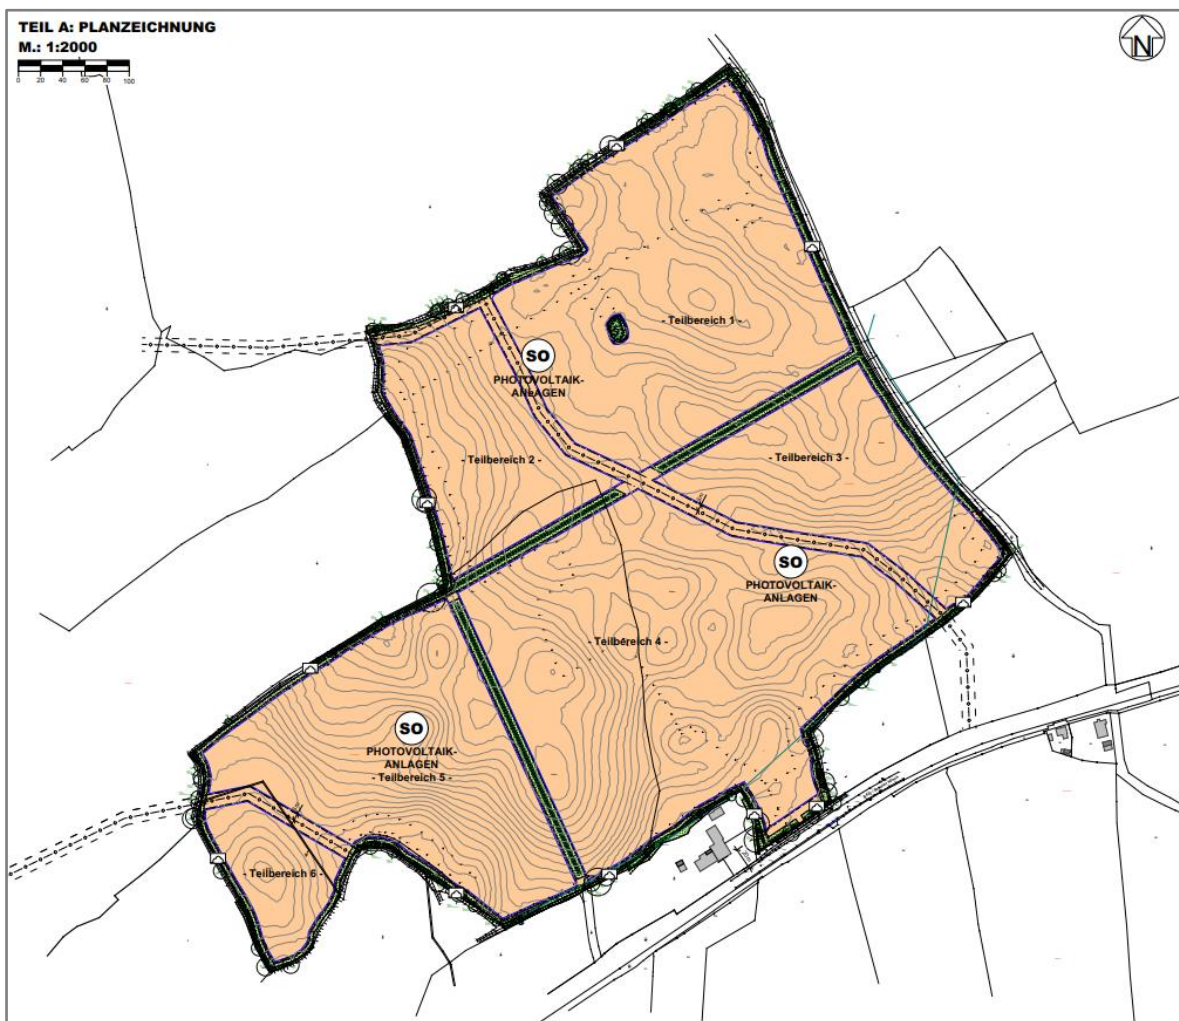 TEIL A: PLANZEICHNUNG
M.: 1:2000
0 20 40 60 80 100
N
- Teilbereich 1 -
SO
PHOTOVOLTAIK-
ANLAGEN
- Teilbereich 2 -
- Teilbereich 3 -
SO
PHOTOVOLTAIK-
ANLAGEN
- Teilbereich 4 -
SO
PHOTOVOLTAIK-
ANLAGEN
- Teilbereich 5 -
- Teilbereich 6 -